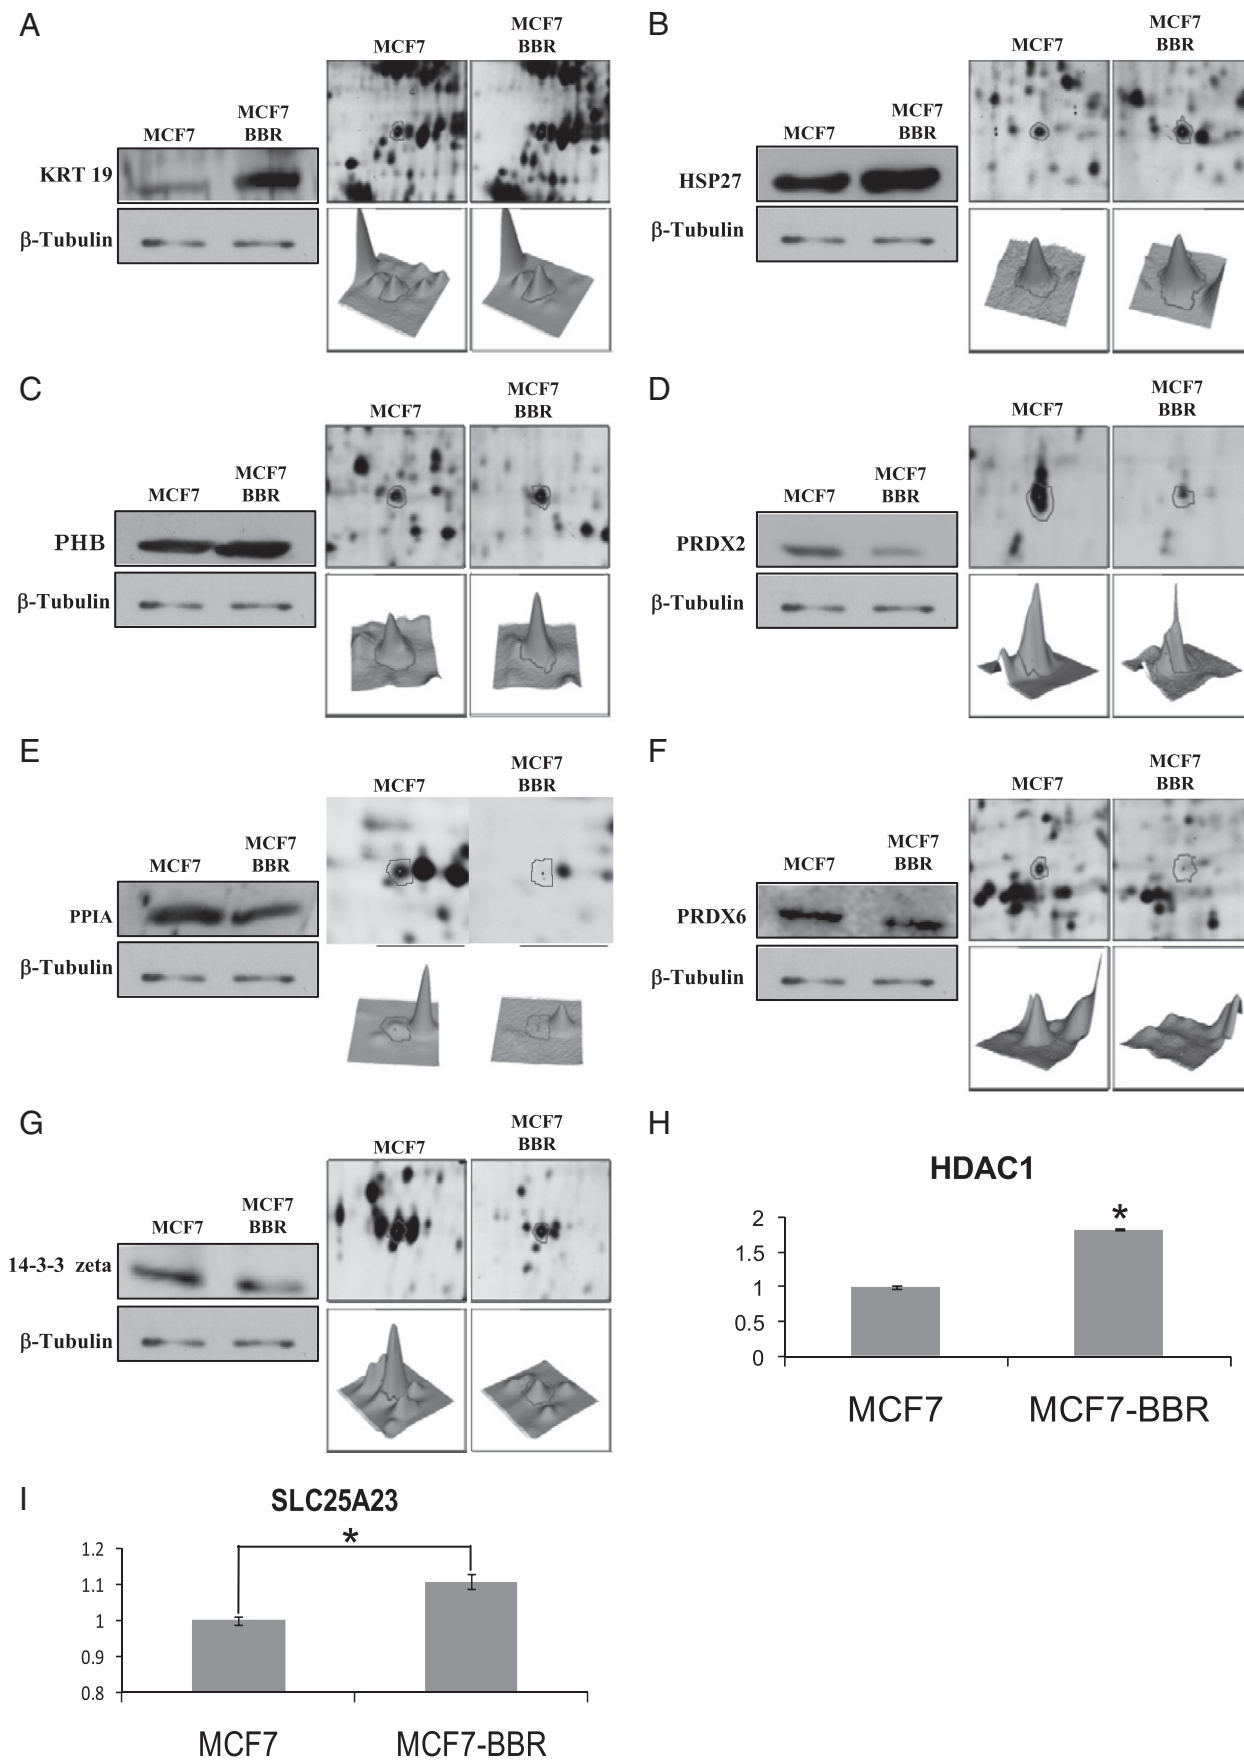 A
MCF7
MCF7
BBR
MCF7
MCF7
BBR
KRT 19
β-Tubulin
B
MCF7
MCF7
BBR
MCF7
MCF7
BBR
HSP27
β-Tubulin
C
MCF7
MCF7
BBR
MCF7
MCF7
BBR
PHB
β-Tubulin
D
MCF7
MCF7
BBR
MCF7
MCF7
BBR
PRDX2
β-Tubulin
E
MCF7
MCF7
BBR
MCF7
MCF7
BBR
PPIA
β-Tubulin
F
MCF7
MCF7
BBR
MCF7
MCF7
BBR
PRDX6
β-Tubulin
G
MCF7
MCF7
BBR
MCF7
MCF7
BBR
14-3-3 zeta
β-Tubulin
H
HDAC1
2
1.5
1
0.5
0
*
MCF7
MCF7-BBR
I
SLC25A23
*
1.2
1.1
1
0.9
0.8
MCF7
MCF7-BBR